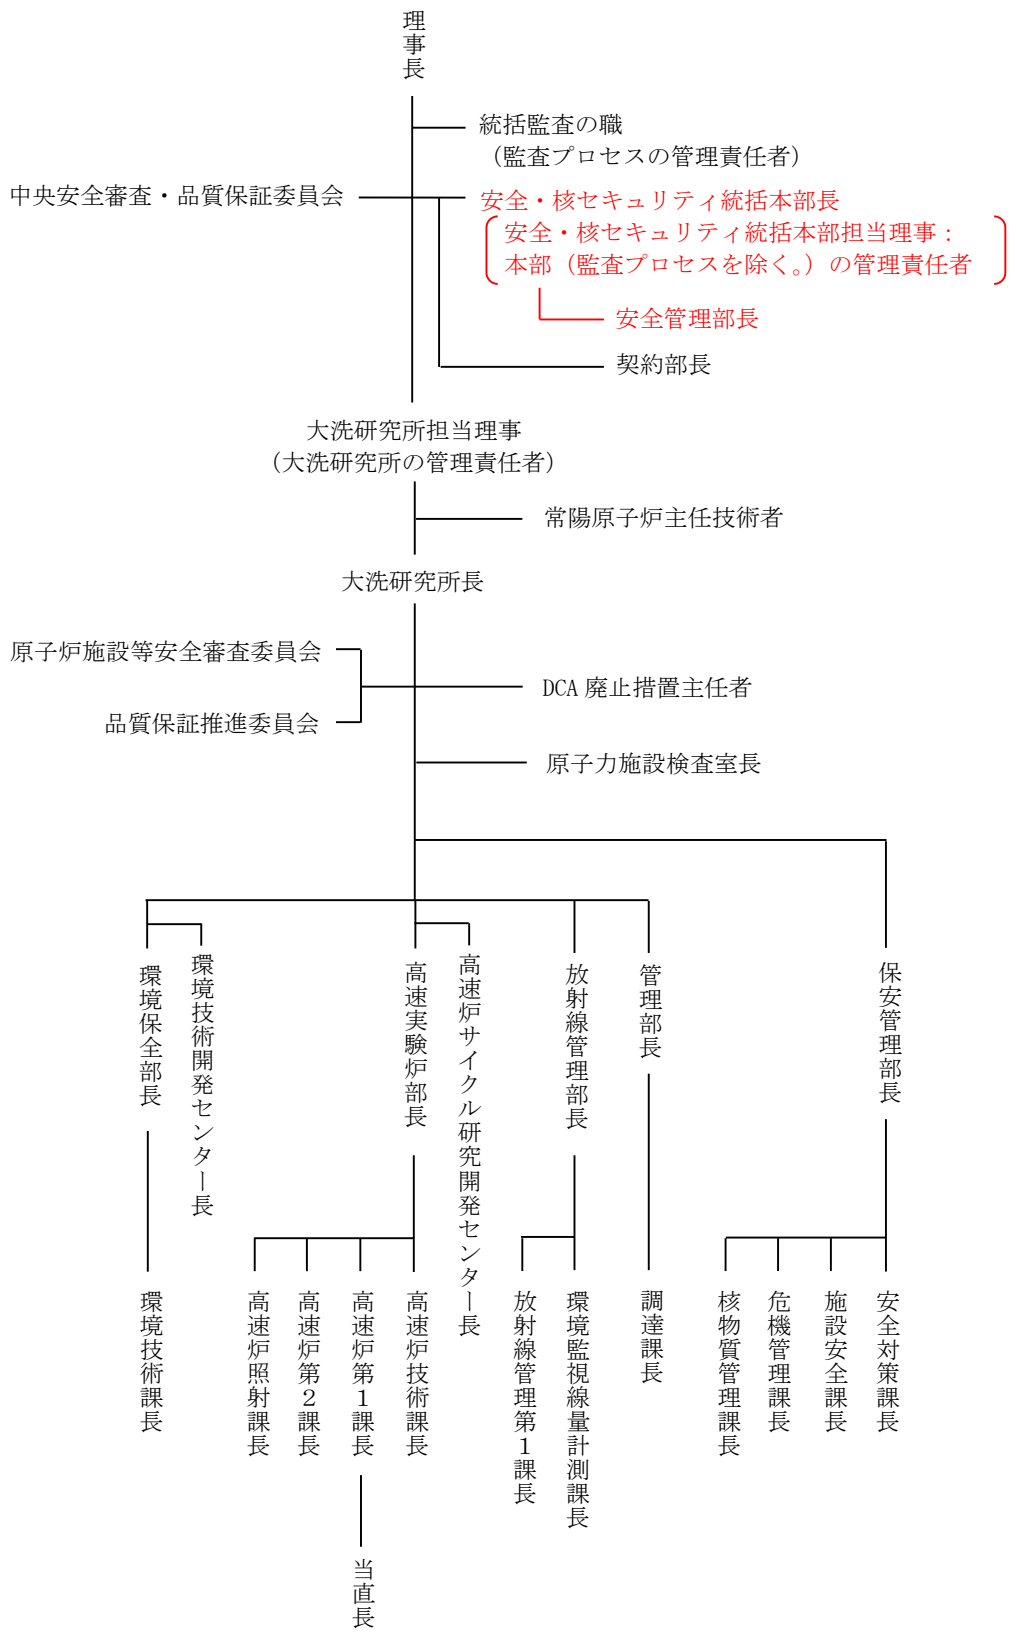 理事長
統括監査の職
（監査プロセスの管理責任者）
中央安全審査・品質保証委員会
安全・核セキュリティ統括本部長
安全・核セキュリティ統括本部担当理事：
本部（監査プロセスを除く。）の管理責任者
安全管理部長
契約部長
大洗研究所担当理事
（大洗研究所の管理責任者）
常陽原子炉主任技術者
大洗研究所長
原子炉施設等安全審査委員会
DCA 廃止措置主任者
品質保証推進委員会
原子力施設検査室長
環境保全部長
環境技術開発センター長
高速実験炉部長
高速炉サイクル研究開発センター長
放射線管理部長
管理部長
保安管理部長
環境技術課長
高速炉照射課長
高速炉第２課長
高速炉第１課長
高速炉技術課長
放射線管理第１課長
環境監視線量計測課長
調達課長
核物質管理課長
危機管理課長
施設安全課長
安全対策課長
当直長